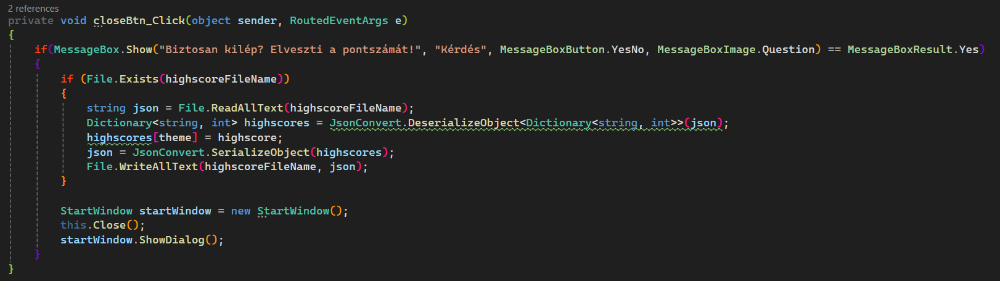 2 references
private void closeBtn_Click(object sender, RoutedEventArgs e)
{
if(MessageBox.Show("Biztosan kilép? Elveszti a pontszámát!", "Kérdés", MessageBoxButton.YesNo, MessageBoxImage.Question) == MessageBoxResult.Yes)
{
if (File.Exists(highscoreFileName))
{
string json = File.ReadAllText(highscoreFileName);
Dictionary<string, int> highscores = JsonConvert.DeserializeObject<Dictionary<string, int>>(json);
highscores[theme] = highscore;
json = JsonConvert.SerializeObject(highscores);
File.WriteAllText(highscoreFileName, json);
}
StartWindow startWindow = new StartWindow();
this.Close();
startWindow.ShowDialog();
}
}